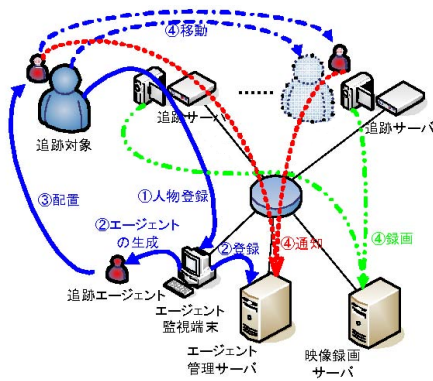 ④移動
追跡サーバ
追跡サーバ
追跡対象
①人物登録
③配置
②エージェント
の生成
②登録
④通知
④録画
追跡エージェント
エージェント
監視端末
エージェント
管理サーバ
映像録画
サーバ